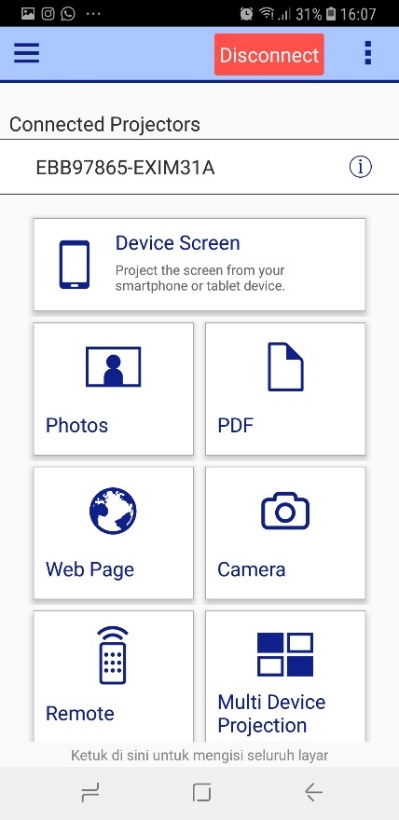 31% 16:07
Disconnect
Connected Projectors
EBB97865-EXIM31A
Device Screen
Project the screen from your
smartphone or tablet device.
Photos
PDF
Web Page
Camera
Remote
Multi Device
Projection
Ketuk di sini untuk mengisi seluruh layar